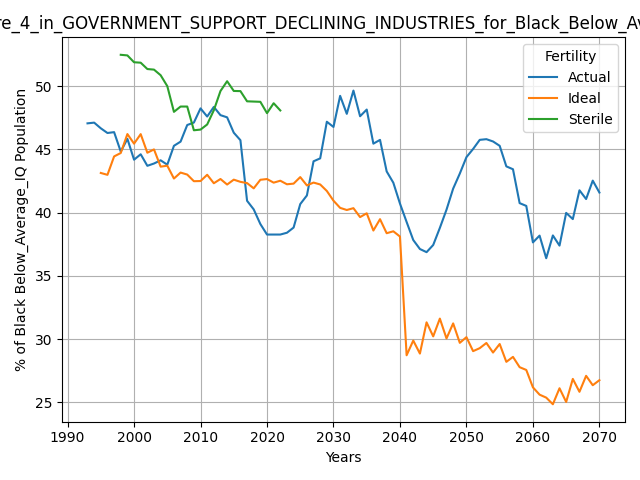 re_4_in_GOVERNMENT_SUPPORT_DECLINING_INDUSTRIES_for_Black_Below_Av
Fertility
Actual
Ideal
Sterile
% of Black Below_Average_IQ Population
50
45
40
35
30
25
1990 2000 2010 2020 2030 2040 2050 2060 2070
Years